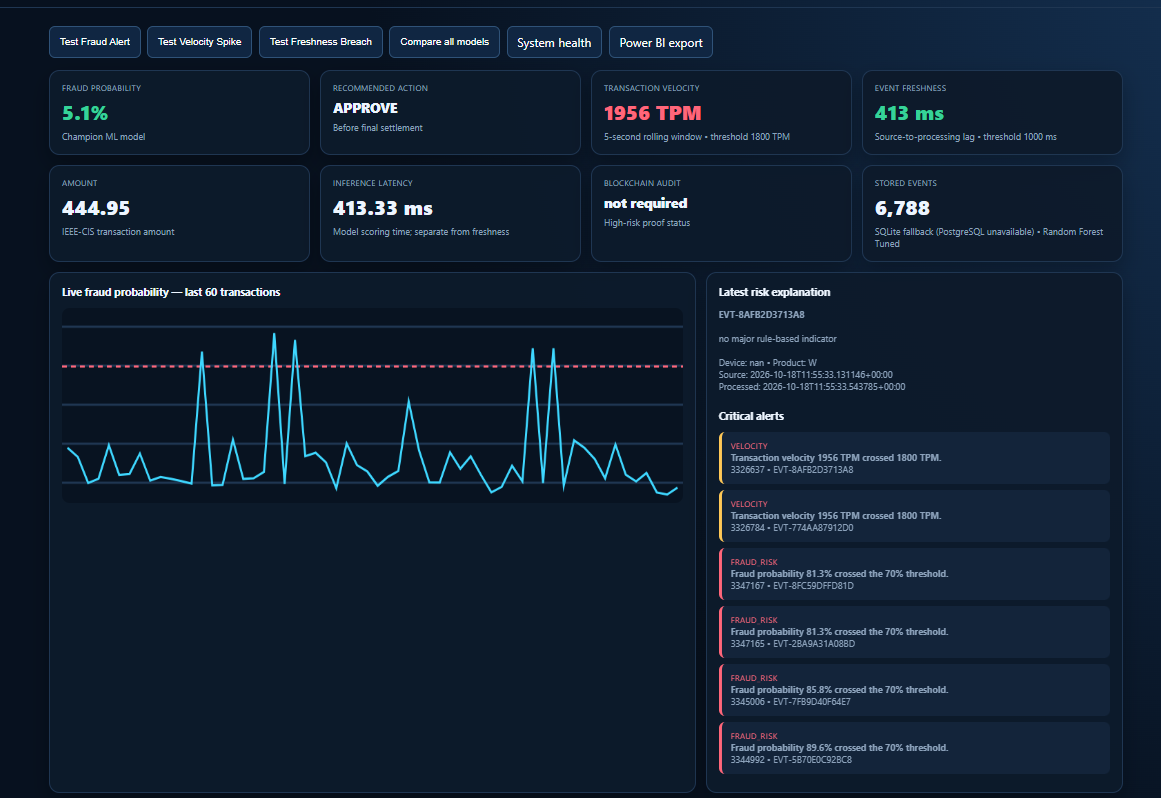 Test Fraud Alert
Test Velocity Spike
Test Freshness Breach
Compare all models
System health
Power BI export
FRAUD PROBABILITY
5.1%
Champion ML model
RECOMMENDED ACTION
APPROVE
Before final settlement
TRANSACTION VELOCITY
1956 TPM
5-second rolling window • threshold 1800 TPM
EVENT FRESHNESS
413 ms
Source-to-processing lag • threshold 1000 ms
AMOUNT
444.95
IEEE-CIS transaction amount
INFERENCE LATENCY
413.33 ms
Model scoring time; separate from freshness
BLOCKCHAIN AUDIT
not required
High-risk proof status
STORED EVENTS
6,788
SQLite fallback (PostgreSQL unavailable) • Random Forest
Tuned
Live fraud probability — last 60 transactions
Latest risk explanation
EVT-8AFB2D3713A8
no major rule-based indicator
Device: nan • Product: W
Source: 2026-10-18T11:55:33.131146+00:00
Processed: 2026-10-18T11:55:33.543785+00:00
Critical alerts
VELOCITY
Transaction velocity 1956 TPM crossed 1800 TPM.
3326637 • EVT-8AFB2D3713A8
VELOCITY
Transaction velocity 1956 TPM crossed 1800 TPM.
3326784 • EVT-774AA87912D0
FRAUD_RISK
Fraud probability 81.3% crossed the 70% threshold.
3347167 • EVT-8FC59DFFD81D
FRAUD_RISK
Fraud probability 81.3% crossed the 70% threshold.
3347165 • EVT-2BA9A31A08BD
FRAUD_RISK
Fraud probability 85.8% crossed the 70% threshold.
3345006 • EVT-7FB9D40F64E7
FRAUD_RISK
Fraud probability 89.6% crossed the 70% threshold.
3344992 • EVT-5B70E0C92BC8